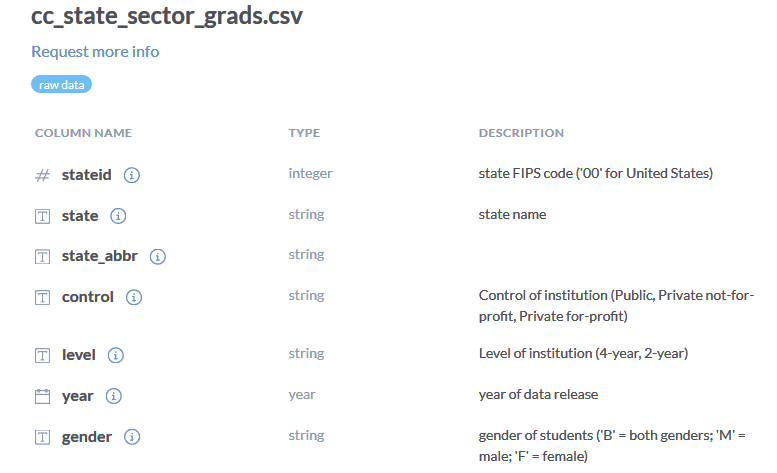 cc_state_sector_grads.csv
Request more info
raw data
COLUMN NAME TYPE DESCRIPTION
# stateid integer state FIPS code ('00' for United States)
state string state name
state_abbr string
control string Control of institution (Public, Private not-for-
profit, Private for-profit)
level string Level of institution (4-year, 2-year)
year year year of data release
gender string gender of students ('B' = both genders; 'M' =
male; 'F' = female)